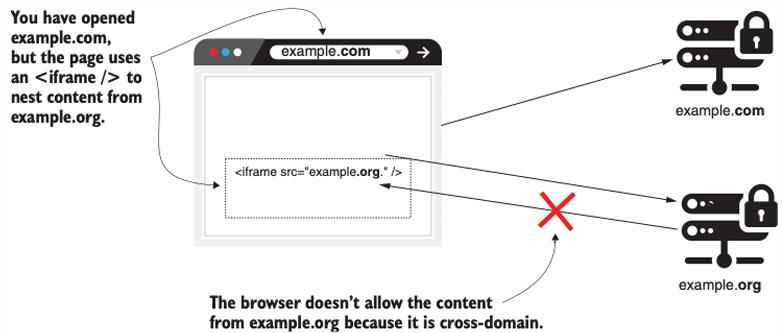 You have opened
example.com,
but the page uses
an <iframe /> to
nest content from
example.org.
example.com
example.com
<iframe src="example.org." />
example.org
The browser doesn't allow the content
from example.org because it is cross-domain.